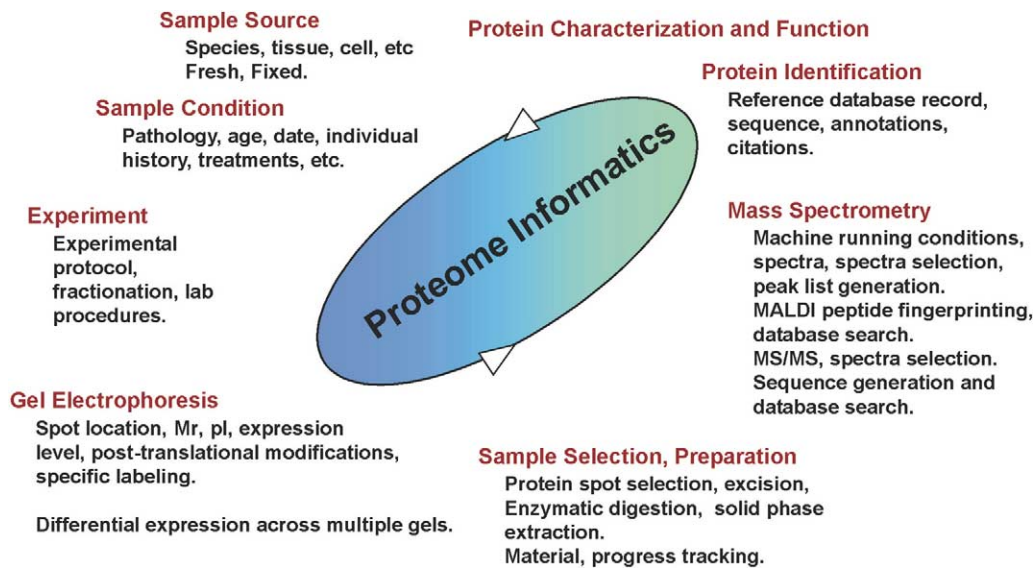 Sample Source
Species, tissue, cell, etc
Fresh, Fixed.
Sample Condition
Pathology, age, date, individual
history, treatments, etc.
Experiment
Experimental
protocol,
fractionation, lab
procedures.
Gel Electrophoresis
Spot location, Mr, pI, expression
level, post-translational modifications,
specific labeling.
Differential expression across multiple gels.
Proteome Informatics
Protein Characterization and Function
Protein Identification
Reference database record,
sequence, annotations,
citations.
Mass Spectrometry
Machine running conditions,
spectra, spectra selection,
peak list generation.
MALDI peptide fingerprinting,
database search.
MS/MS, spectra selection.
Sequence generation and
database search.
Sample Selection, Preparation
Protein spot selection, excision,
Enzymatic digestion, solid phase
extraction.
Material, progress tracking.